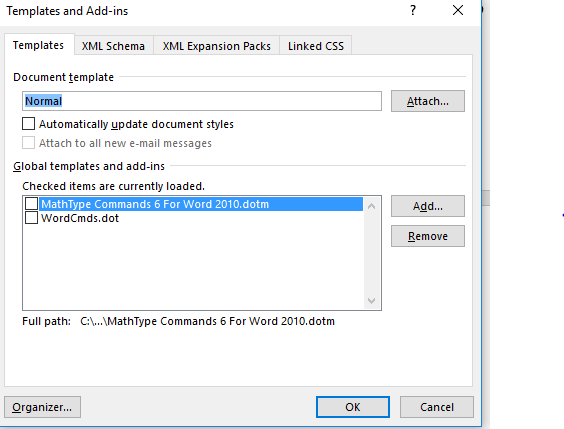 Templates and Add-ins ?
Templates XML Schema XML Expansion Packs Linked CSS
Document template
Normal Attach...
Automatically update document styles
Attach to all new e-mail messages
Global templates and add-ins
Checked items are currently loaded.
MathType Commands 6 For Word 2010.dotm Add...
WordCmds.dot
Remove
Full path: C:\...\MathType Commands 6 For Word 2010.dotm
Organizer... OK Cancel